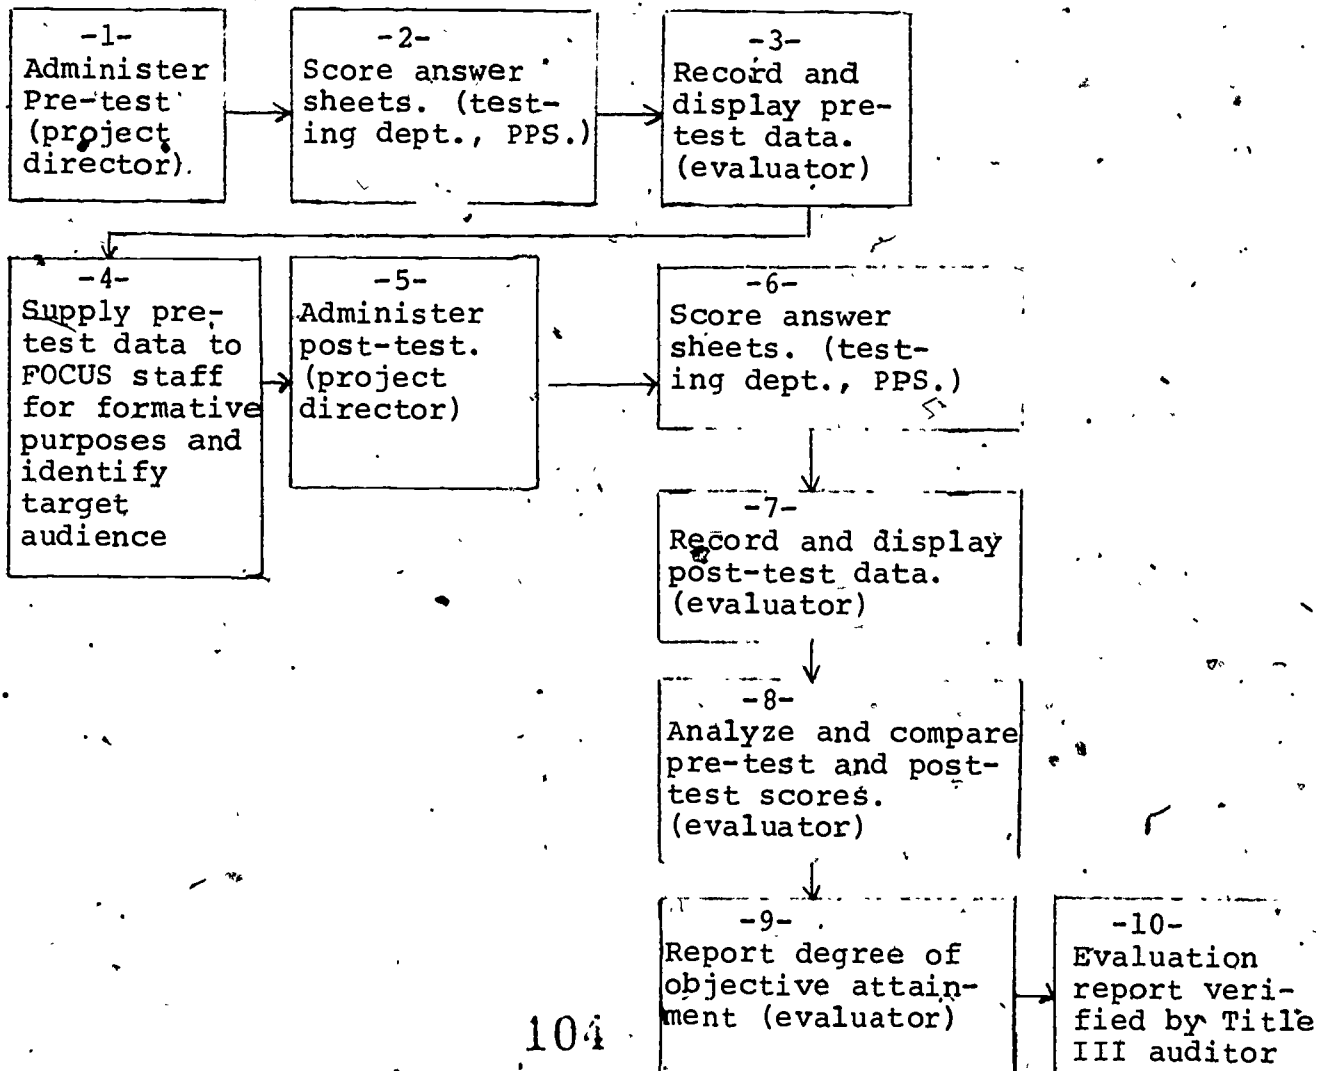 -1-
Administer
Pre-test
(project
director).
-2-
Score answer
sheets. (test-
ing dept., PPS.)
-3-
Record and
display pre-
test data.
(evaluator)
-4-
Supply pre-
test data to
FOCUS staff
for formative
purposes and
identify
target
audience
-5-
Administer
post-test.
(project
director)
-6-
Score answer
sheets. (test-
ing dept., PPS.)
-7-
Record and display
post-test data.
(evaluator)
-8-
Analyze and compare
pre-test and post-
test scores.
(evaluator)
-9-
Report degree of
objective attain-
ment (evaluator)
-10-
Evaluation
report veri-
fied by Title
III auditor
104